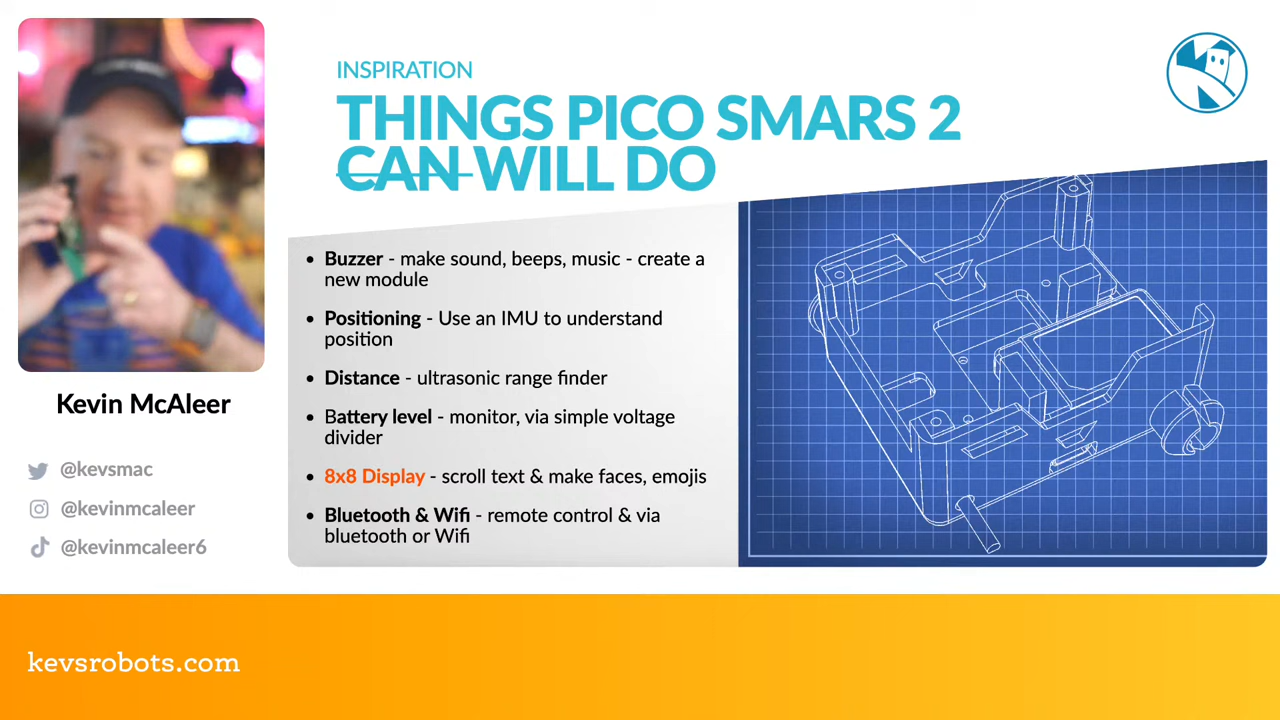 INSPIRATION
THINGS PICO SMARS 2
CAN WILL DO
Buzzer - make sound, beeps, music - create a
new module
Positioning - Use an IMU to understand
position
Distance - ultrasonic range finder
Battery level - monitor, via simple voltage
divider
8x8 Display - scroll text & make faces, emojis
Bluetooth & Wifi - remote control & via
bluetooth or Wifi
Kevin McAleer
@kevsmac
@kevinmcaleer
@kevinmcaleer6
kevsrobots.com